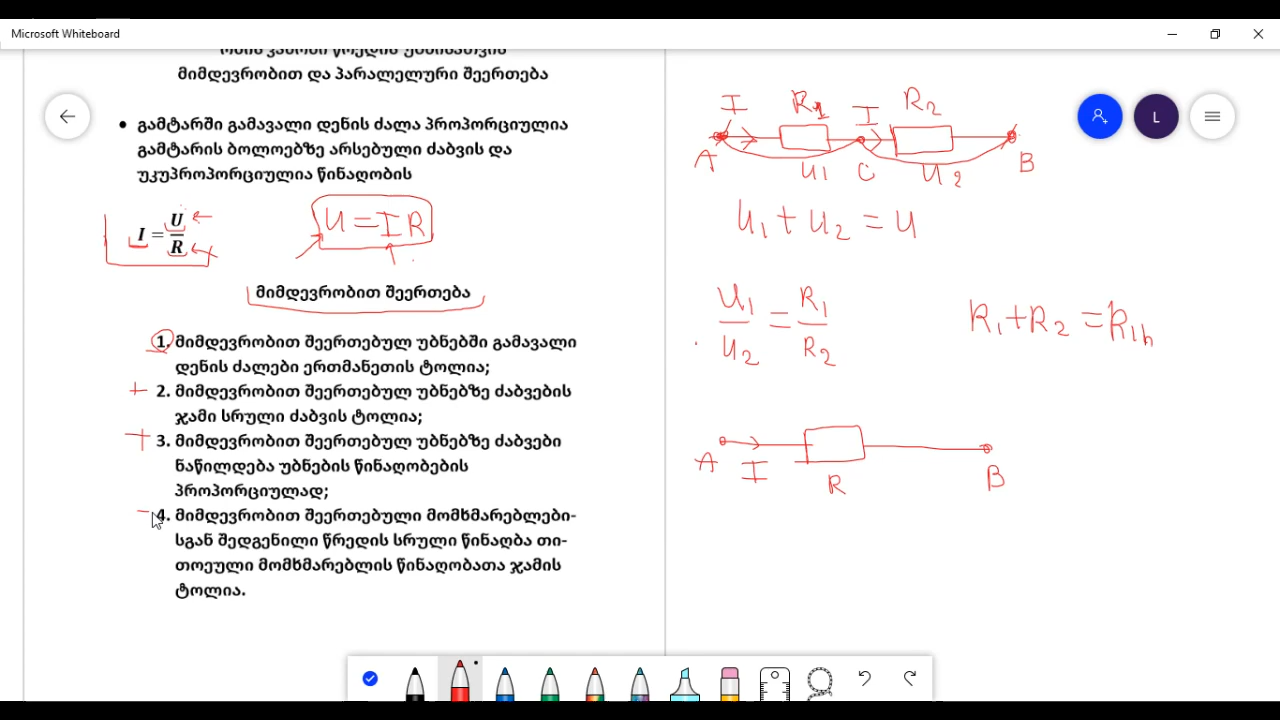 Microsoft Whiteboard
მიმდევრობით და პარალელური შეერთება
• გამტარში გამავალი დენის ძალა პროპორციულია
გამტარის ბოლოებზე არსებული ძაბვის და
უკუპროპორციულია წინაღობის
I = U/R
U = IR
მიმდევრობით შეერთება
1. მიმდევრობით შეერთებულ უბნებში გამავალი
დენის ძალები ერთმანეთის ტოლია;
+ 2. მიმდევრობით შეერთებულ უბნებზე ძაბვების
ჯამი სრული ძაბვის ტოლია;
+ 3. მიმდევრობით შეერთებულ უბნებზე ძაბვები
ნაწილდება უბნების წინაღობების
პროპორციულად;
- 4. მიმდევრობით შეერთებული მომხმარებლები-
სგან შედგენილი წრედის სრული წინაღბა თი-
თოეული მომხმარებლის წინაღობათა ჯამის
ტოლია.
I R1 I R2
A U1 C U2 B
U1 + U2 = U
U1/U2 = R1/R2
R1 + R2 =
A I R B
L